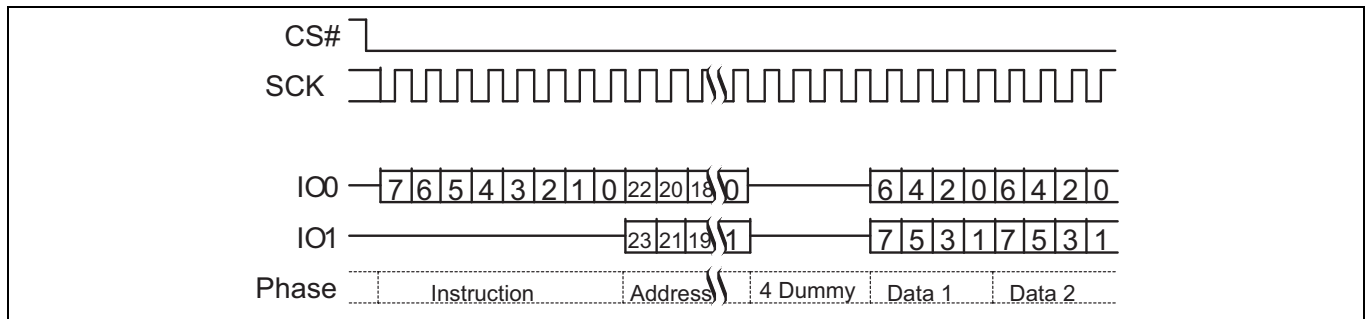 CS#
SCK
IO0 7 6 5 4 3 2 1 0 22 20 18 0 6 4 2 0 6 4 2 0
IO1 23 21 19 1 7 5 3 1 7 5 3 1
Phase Instruction Address 4 Dummy Data 1 Data 2